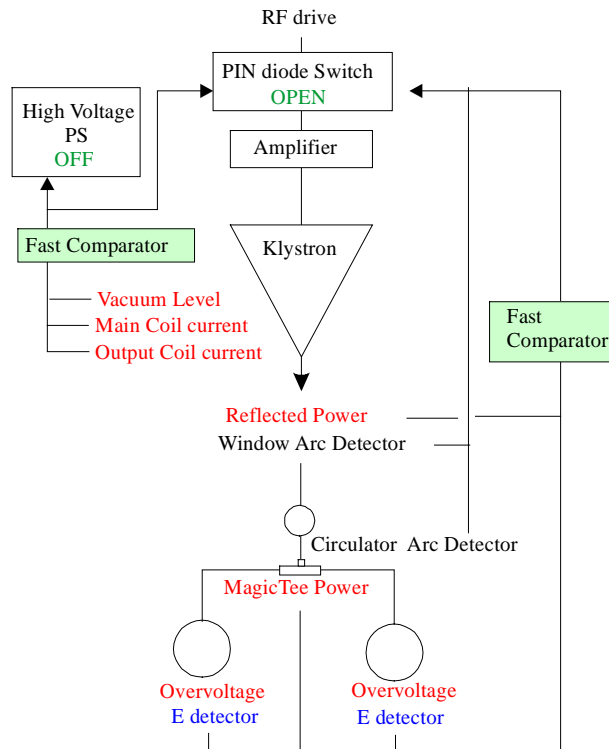 RF drive
PIN diode Switch
OPEN
High Voltage
PS
OFF
Amplifier
Fast Comparator
Klystron
Vacuum Level
Main Coil current
Output Coil current
Fast
Comparator
Reflected Power
Window Arc Detector
Circulator Arc Detector
MagicTee Power
Overvoltage
E detector
Overvoltage
E detector